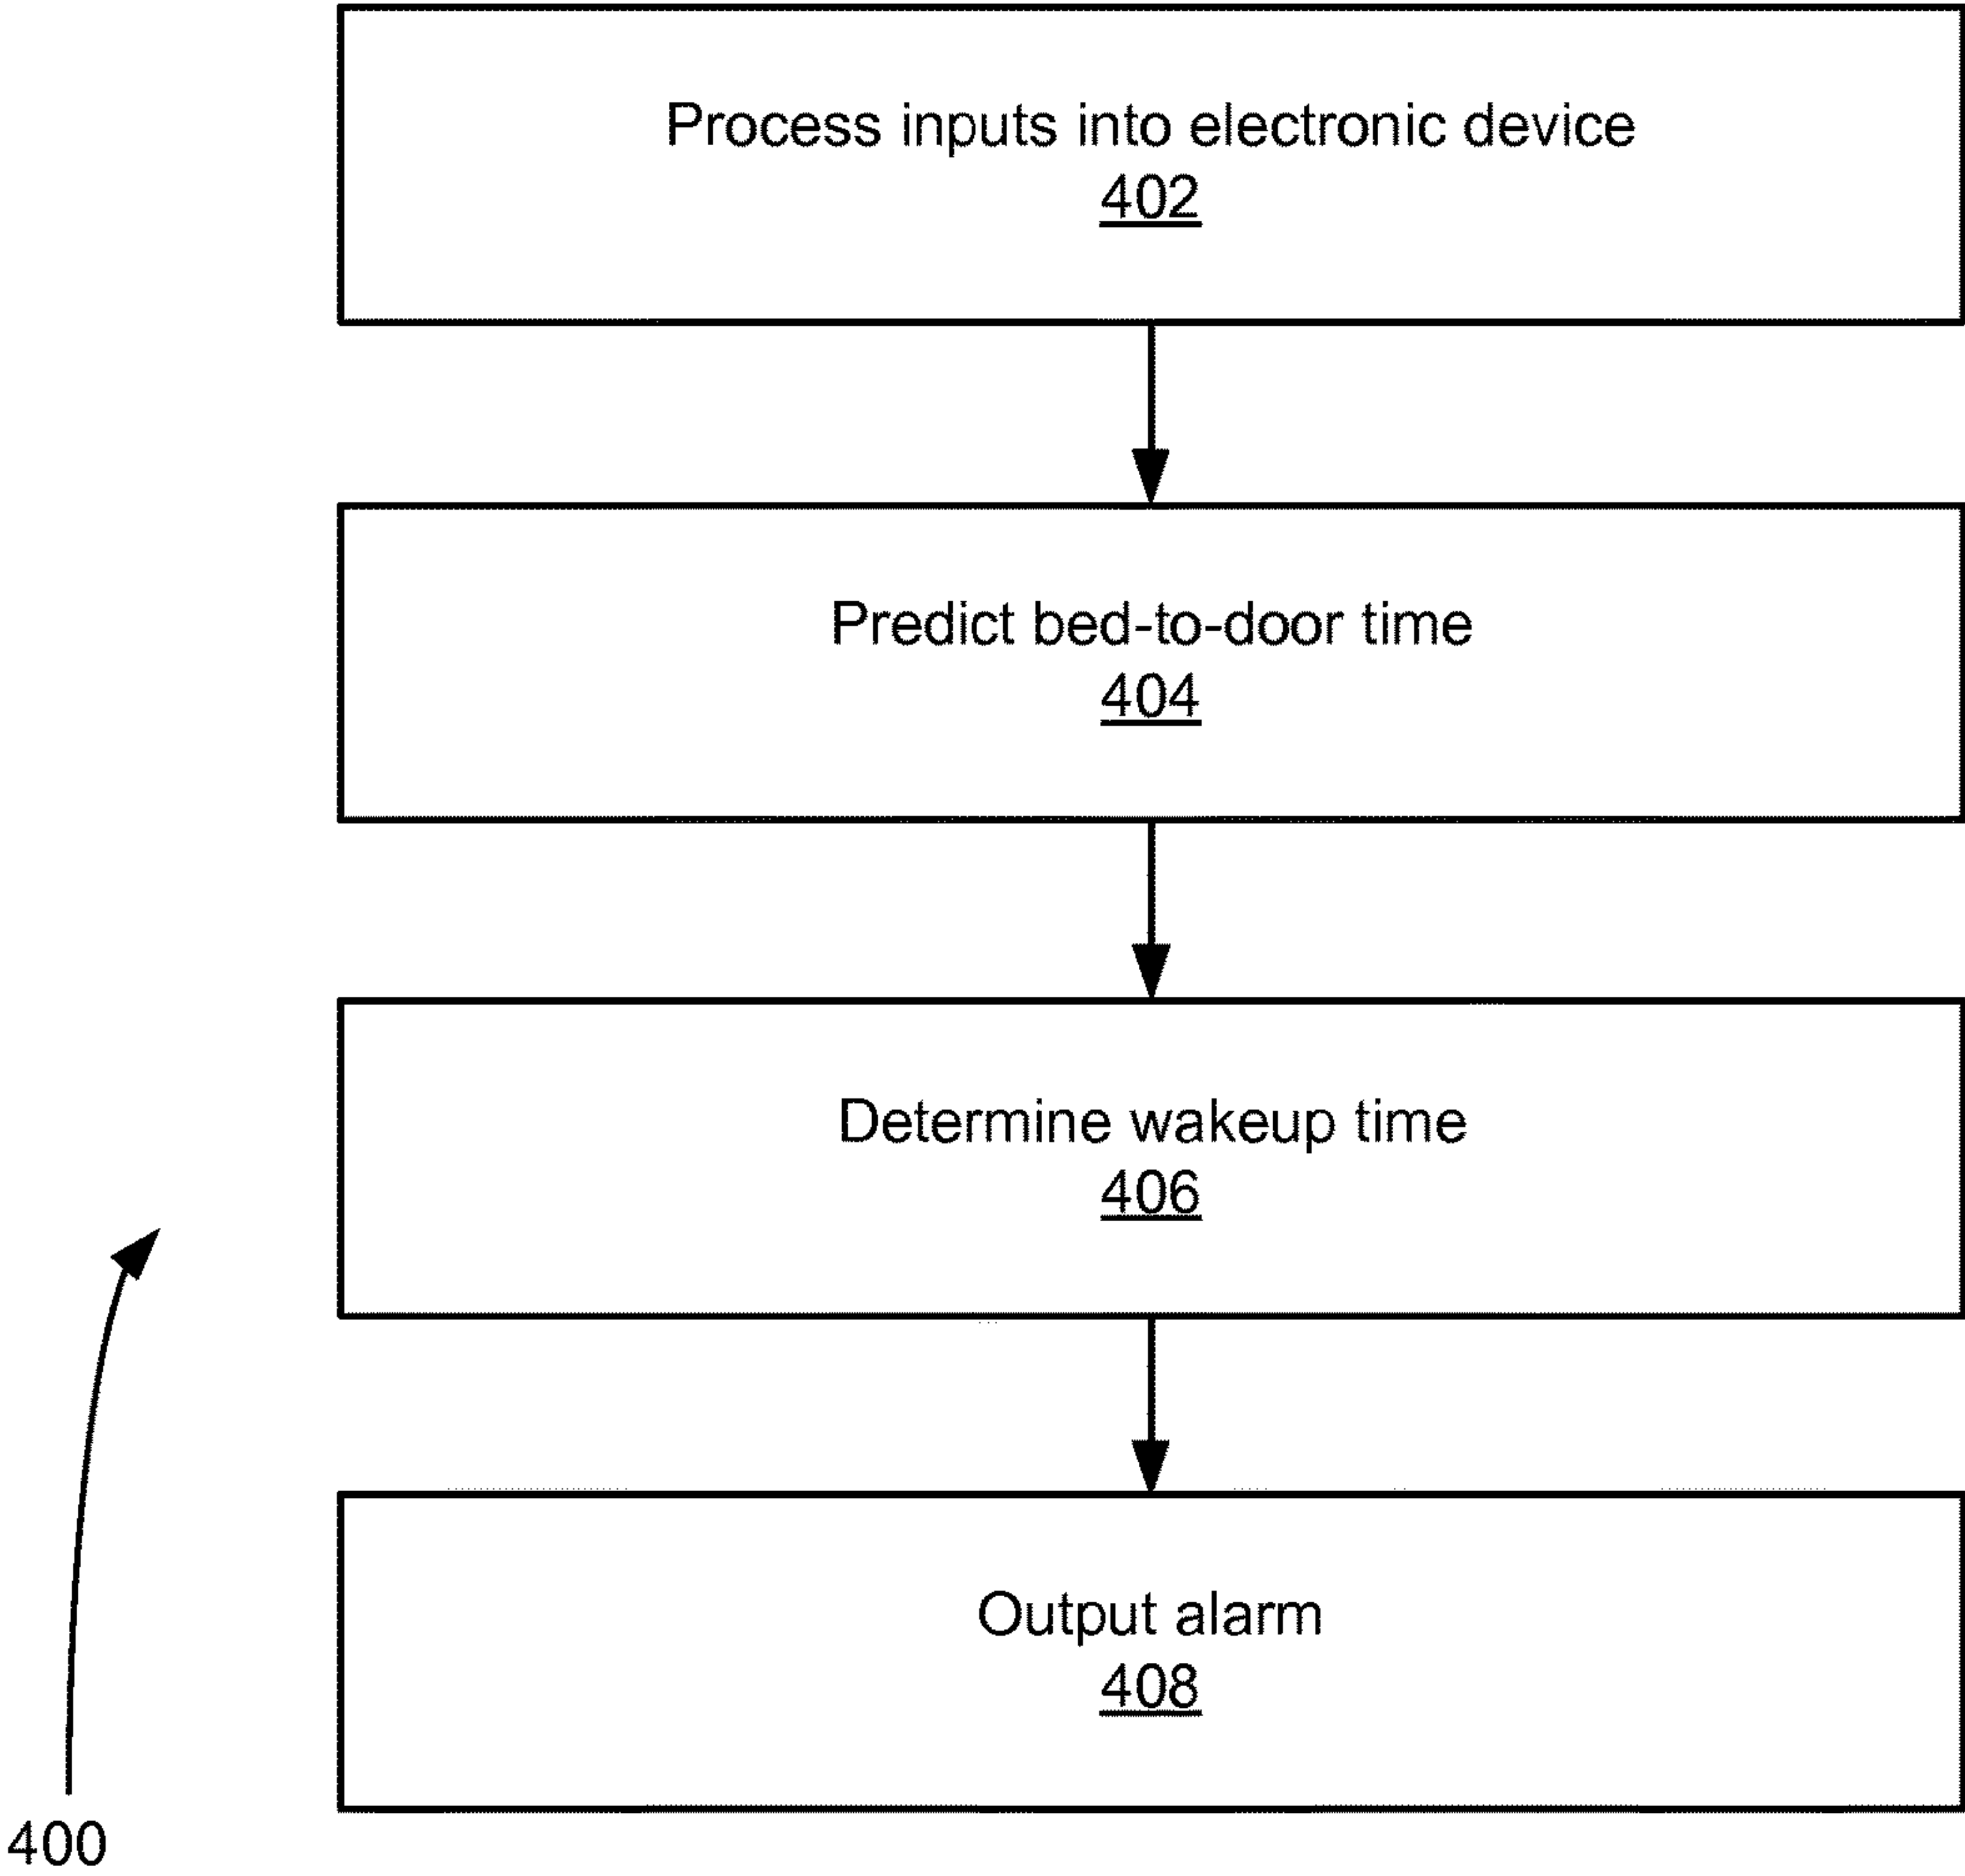 Process inputs into electronic device
402
Predict bed-to-door time
404
Determine wakeup time
406
Output alarm
408
400